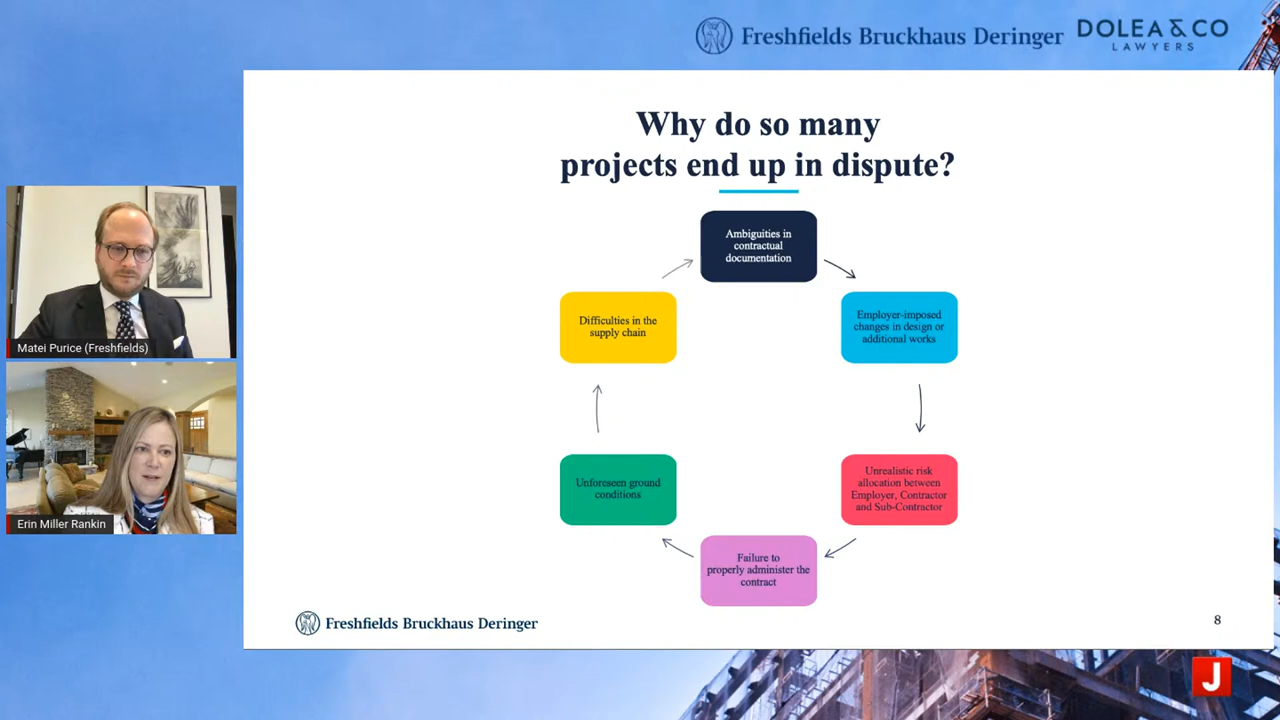 Freshfields Bruckhaus Deringer
DOLEA & CO
LAWYERS
Why do so many
projects end up in dispute?
Ambiguities in
contractual
documentation
Employer-imposed
changes in design or
additional works
Unrealistic risk
allocation between
Employer, Contractor
and Sub-Contractor
Failure to
properly administer the
contract
Unforeseen ground
conditions
Difficulties in the
supply chain
Matei Purice (Freshfields)
Erin Miller Rankin
Freshfields Bruckhaus Deringer
8
J